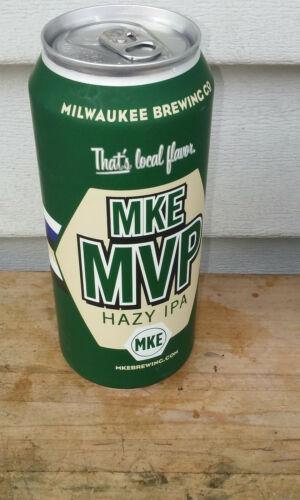 MILWAUKEE BREWING CO
That's local flavor.
MKE
MVP
HAZY IPA
MKE
MKEBREWING.COM